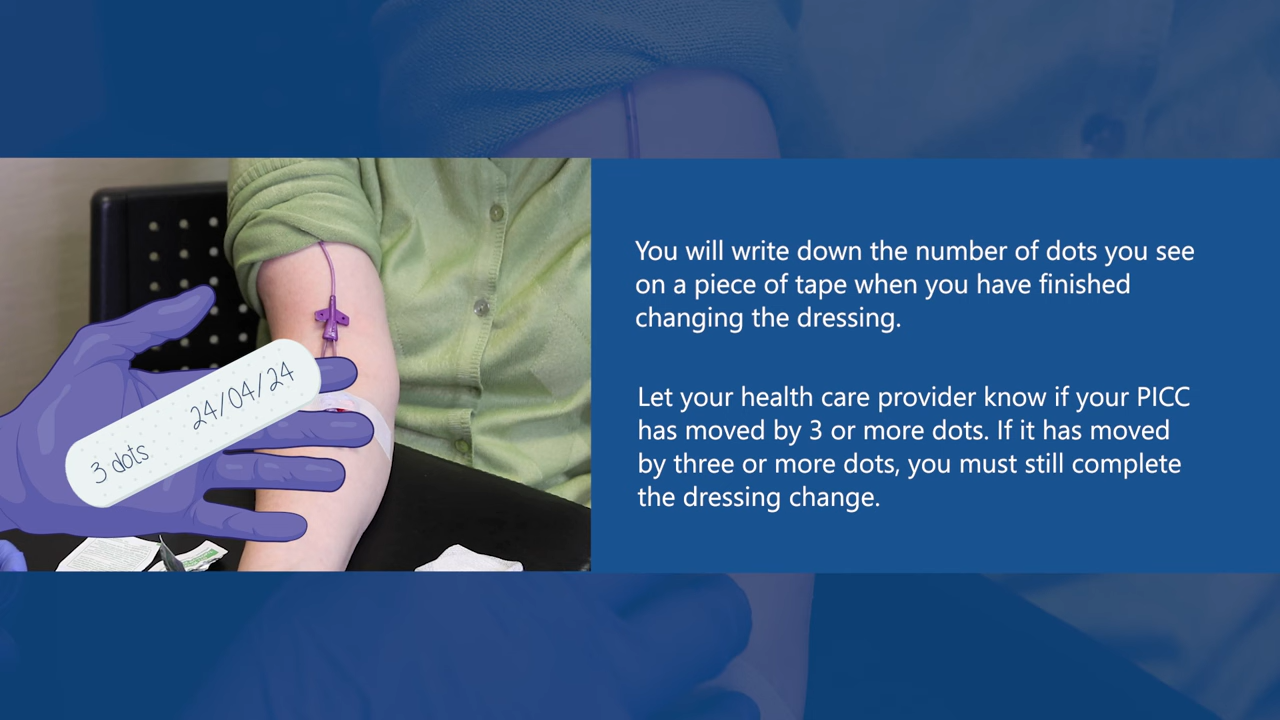 3 dots 24/04/24
You will write down the number of dots you see
on a piece of tape when you have finished
changing the dressing.
Let your health care provider know if your PICC
has moved by 3 or more dots. If it has moved
by three or more dots, you must still complete
the dressing change.